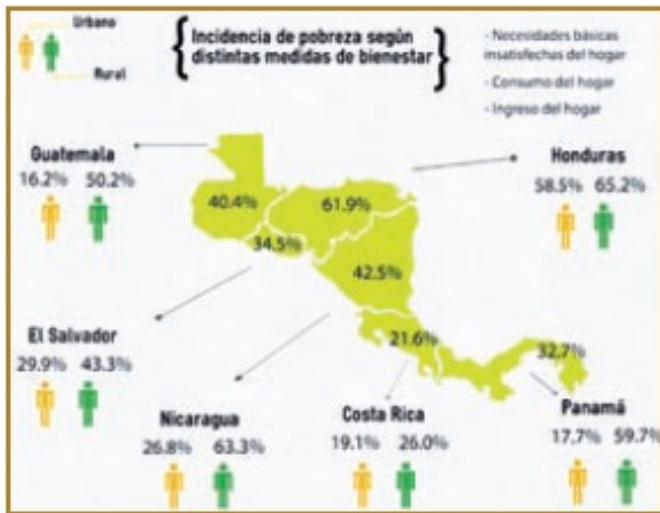 Urbano
Rural
Incidencia de pobreza según
distintas medidas de bienestar
- Necesidades básicas
insatisfechas del hogar
- Consumo del hogar
- Ingreso del hogar
Guatemala
16.2% 50.2%
Honduras
58.5% 65.2%
40.4%
61.9%
34.5%
42.5%
21.6%
32.7%
El Salvador
29.9% 43.3%
Nicaragua
26.8% 63.3%
Costa Rica
19.1% 26.0%
Panamá
17.7% 59.7%